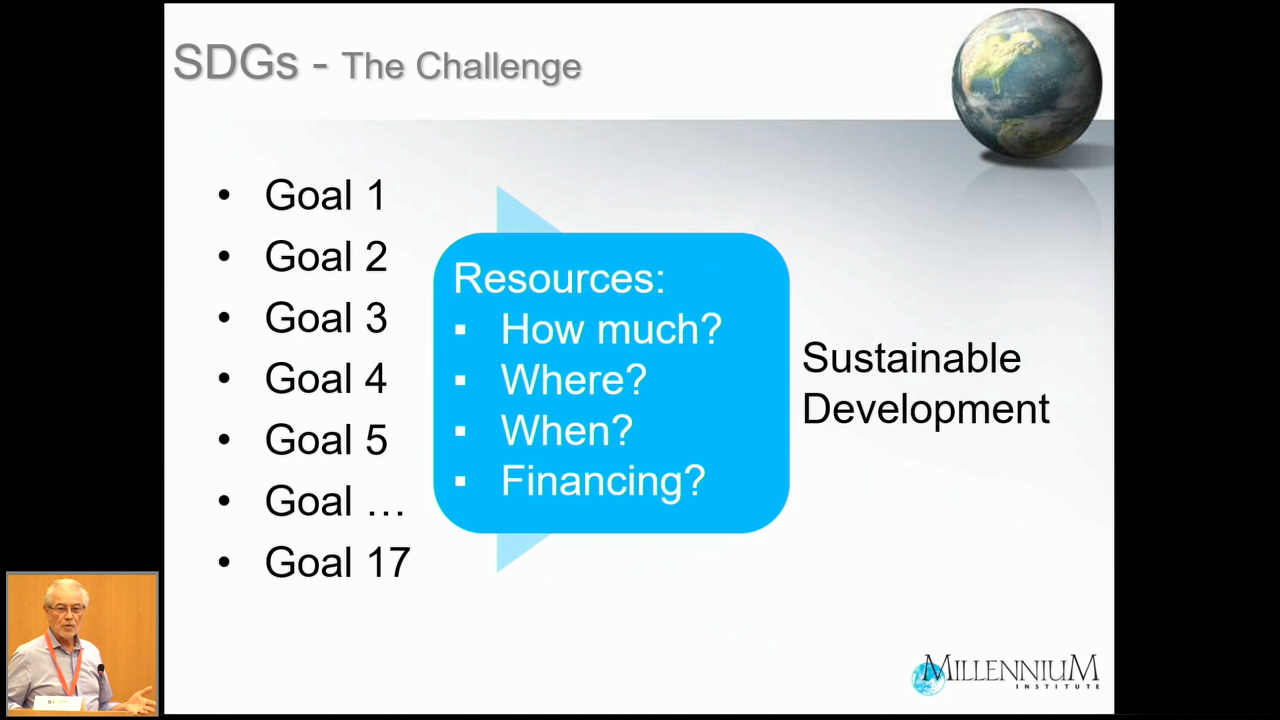 SDGs - The Challenge
• Goal 1
• Goal 2
• Goal 3
• Goal 4
• Goal 5
• Goal …
• Goal 17
Resources:
▪ How much?
▪ Where?
▪ When?
▪ Financing?
Sustainable
Development
MILLENNIUM
INSTITUTE